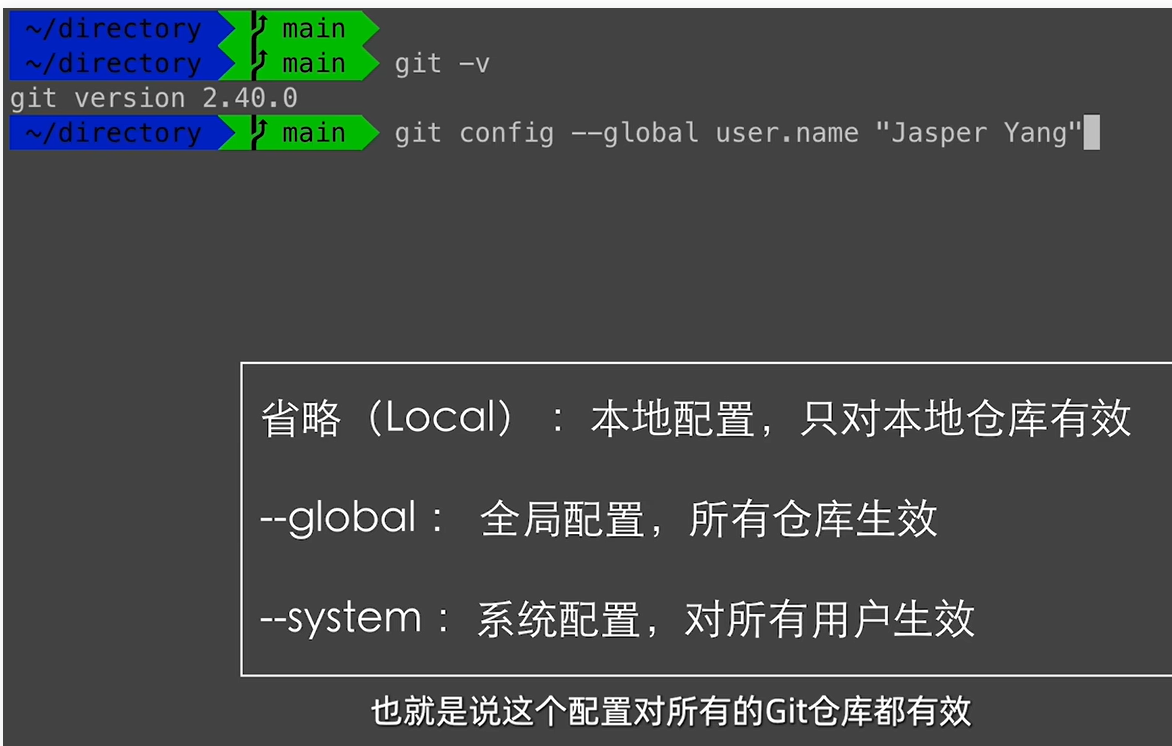 ~/directory main
~/directory main git -v
git version 2.40.0
~/directory main git config --global user.name "Jasper Yang"
省略（Local）：本地配置，只对本地仓库有效
--global： 全局配置，所有仓库生效
--system：系统配置，对所有用户生效
也就是说这个配置对所有的Git仓库都有效